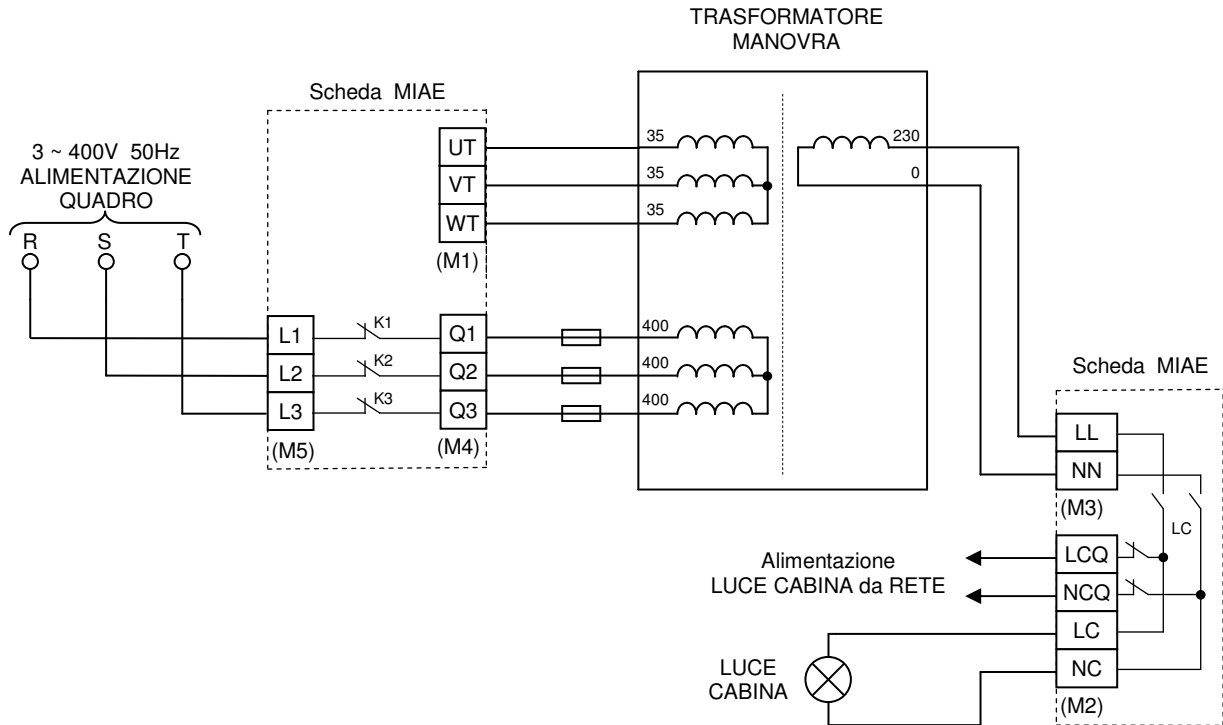 TRASFORMATORE
MANOVRA
Scheda MIAE
3 ~ 400V 50Hz
ALIMENTAZIONE
QUADRO
R S T
UT
VT
WT
(M1)
35
35
35
230
0
L1 K1 Q1
L2 K2 Q2
L3 K3 Q3
(M5) (M4)
400
400
400
Scheda MIAE
LL
NN
(M3)
LC
LCQ
NCQ
LC
NC
(M2)
Alimentazione
LUCE CABINA da RETE
LUCE
CABINA